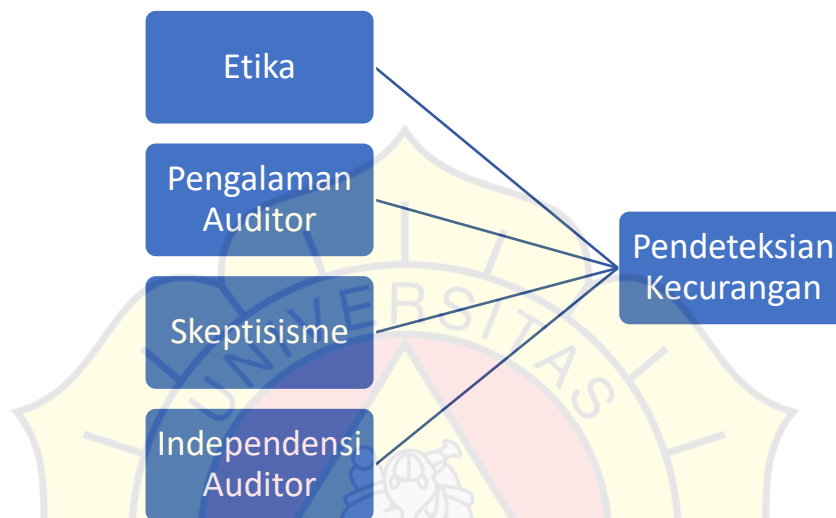 Etika
Pengalaman
Auditor
Skeptisisme
Independensi
Auditor
Pendeteksian
Kecurangan
UNIVERSITAS